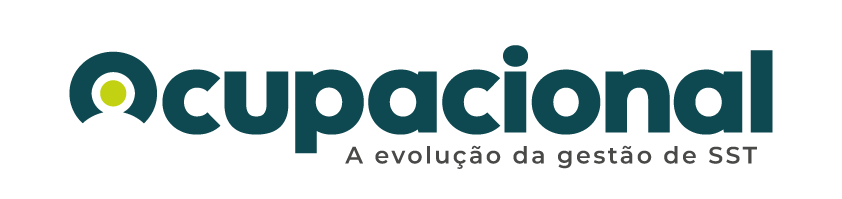 Ocupacional
A evolução da gestão de SST